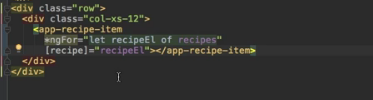 <div class="row">
<div class="col-xs-12">
<app-recipe-item
*ngFor="let recipeEl of recipes"
[recipe]="recipeEl"></app-recipe-item>
</div>
</div>